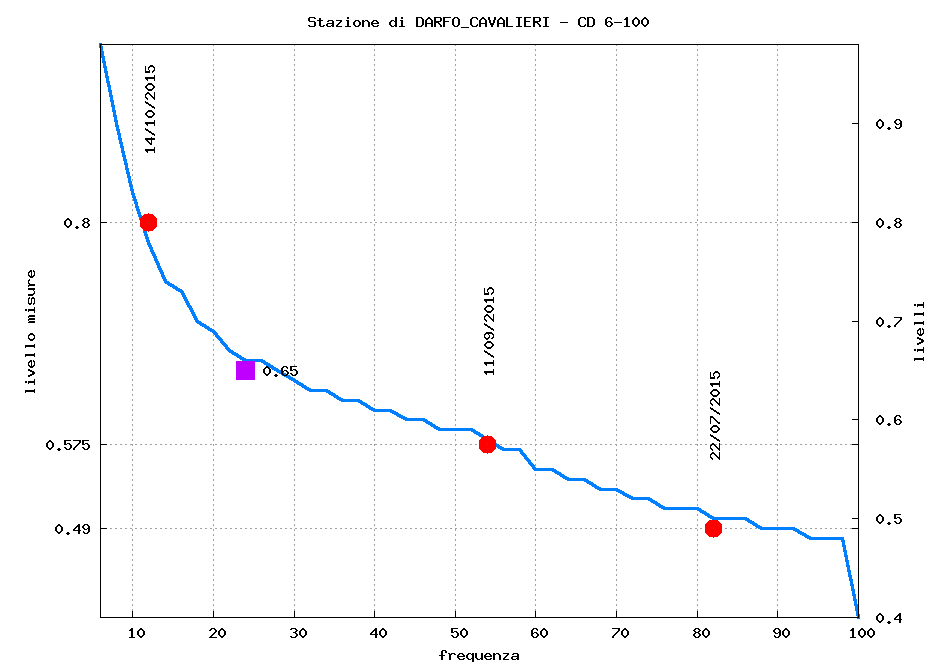 Stazione di DARFO_CAVALIERI - CD 6-100
14/10/2015
0.9
0.8
0.8
livello misure
11/09/2015
0.7
livelli
0.65
22/07/2015
0.6
0.575
0.5
0.49
0.4
10 20 30 40 50 60 70 80 90 100
frequenza